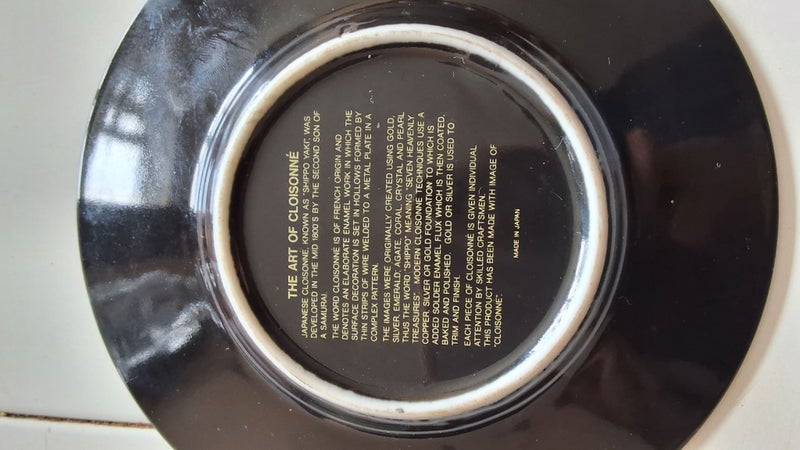 THE ART OF CLOISONNÉ
JAPANESE CLOISONNE, KNOWN AS "SHIPPO YAKI", WAS
DEVELOPED IN THE MID 1800'S BY THE SECOND SON OF
A SAMURAI.
THE WORD CLOISONNÉ IS OF FRENCH ORIGIN AND
DENOTES AN ELABORATE ENAMEL WORK IN WHICH THE
SURFACE DECORATION IS SET IN HOLLOWS FORMED BY
THIN STRIPS OF WIRE WELDED TO A METAL PLATE IN A
COMPLEX PATTERN.
THE IMAGES WERE ORIGINALLY CREATED USING GOLD,
SILVER, EMERALD, AGATE, CORAL, CRYSTAL AND PEARL
THUS THE WORD "SHIPPO" MEANING "SEVEN HEAVENLY
TREASURES". MODERN CLOISONNE TECHNIQUES USE A
COPPER, SILVER OR GOLD FOUNDATION TO WHICH IS
ADDED SOLDER ENAMEL FLUX WHICH IS THEN COATED,
BAKED AND POLISHED. GOLD OR SILVER IS USED TO
TRIM AND FINISH.
EACH PIECE OF CLOISONNÉ IS GIVEN INDIVIDUAL
ATTENTION BY SKILLED CRAFTSMEN.
THIS PRODUCT HAS BEEN MADE WITH IMAGE OF
"CLOISONNE".
MADE IN JAPAN